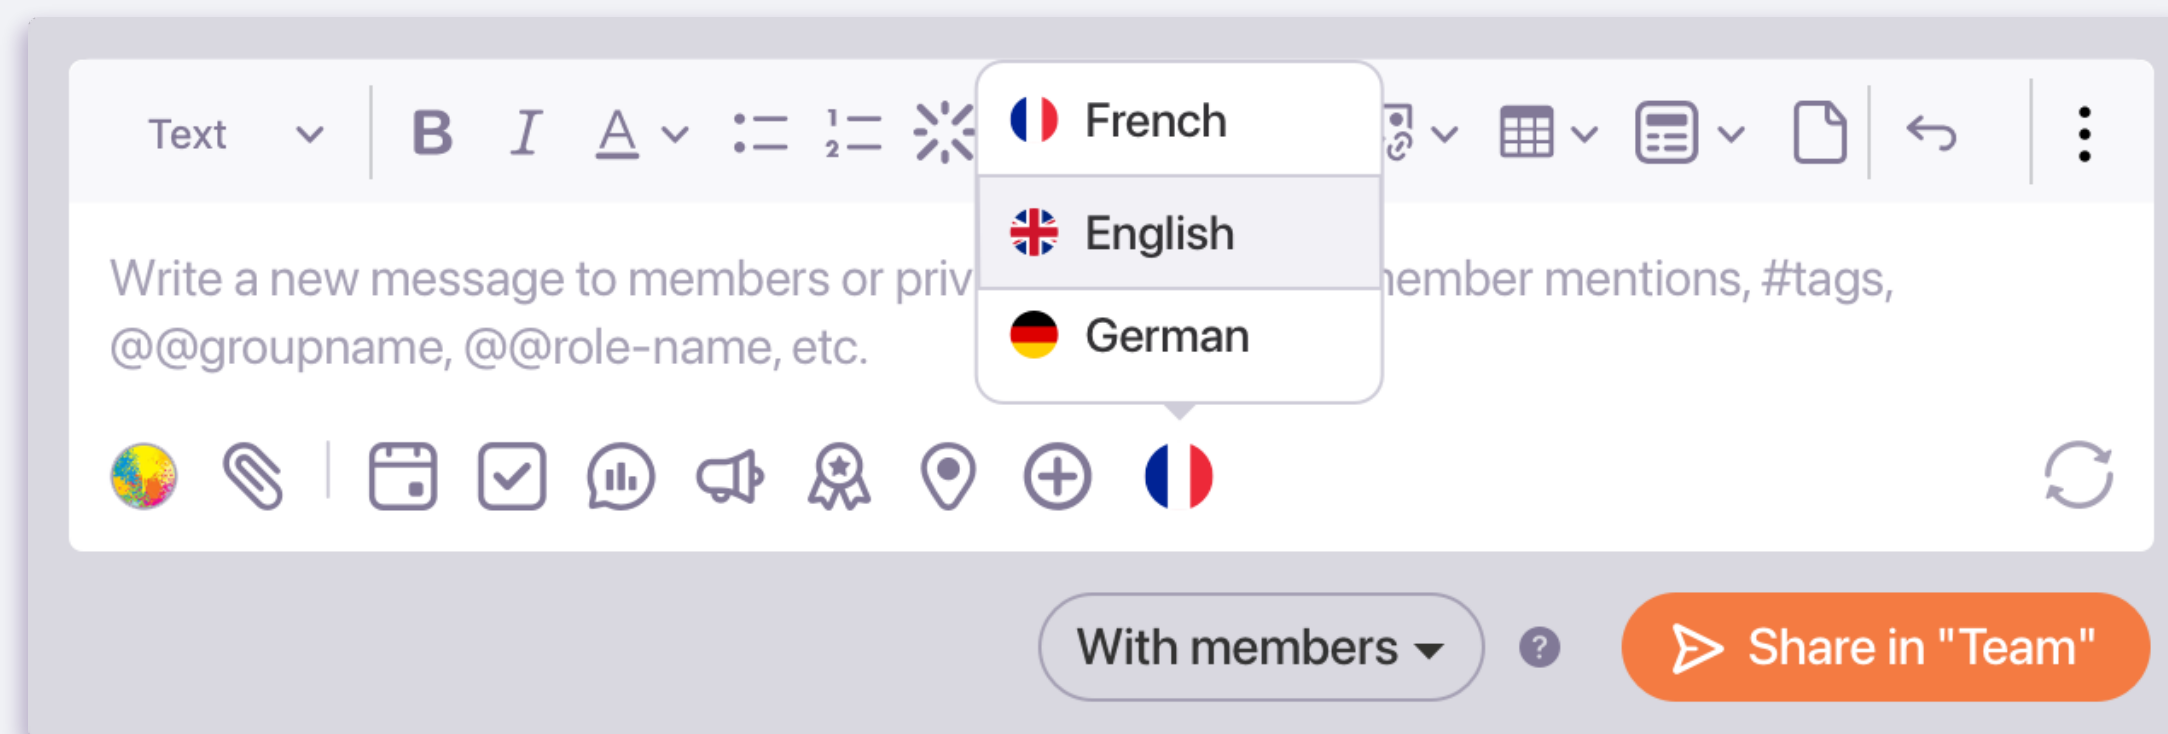 Text
French
English
German
Write a new message to members or priv ember mentions, #tags,
@@groupname, @@role-name, etc.
With members
?
Share in "Team"